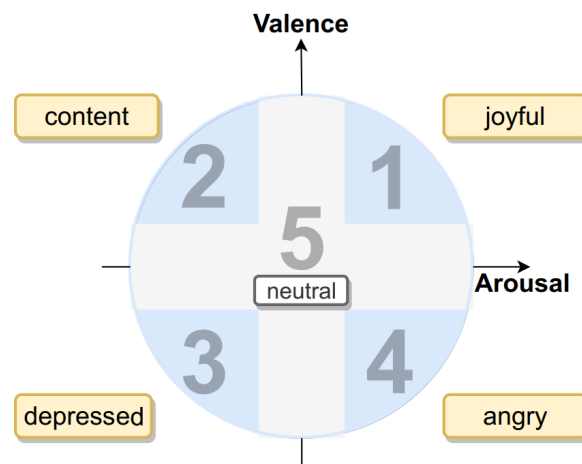 Valence
content
joyful
2
1
5
neutral
Arousal
3
4
depressed
angry